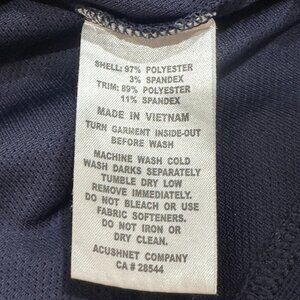 SHELL: 97% POLYESTER
3% SPANDEX
TRIM: 89% POLYESTER
11% SPANDEX
MADE IN VIETNAM
TURN GARMENT INSIDE-OUT
BEFORE WASH
MACHINE WASH COLD
WASH DARKS SEPARATELY
TUMBLE DRY LOW
REMOVE IMMEDIATELY.
DO NOT BLEACH OR USE
FABRIC SOFTENERS.
DO NOT IRON OR
DRY CLEAN.
ACUSHNET COMPANY
CA # 28544